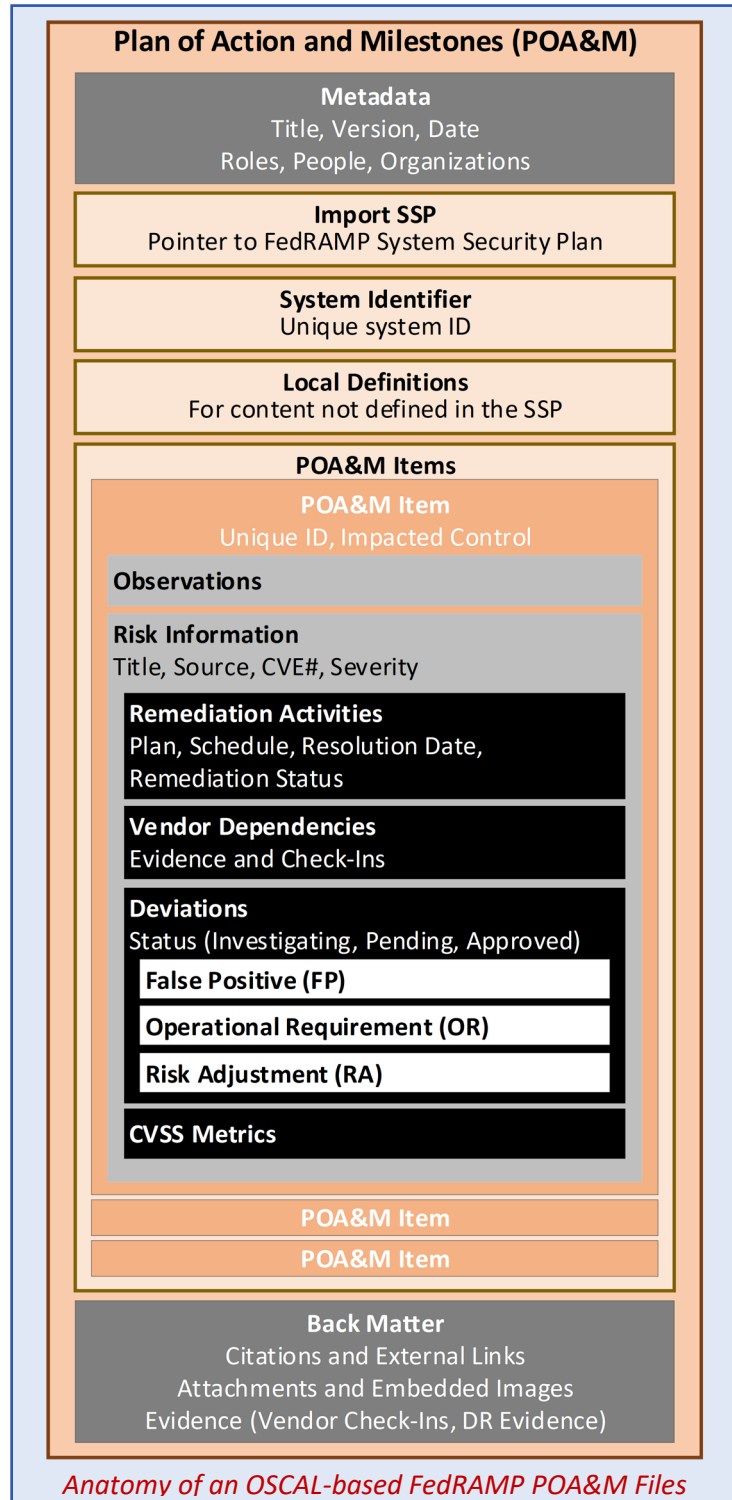 Plan of Action and Milestones (POA&M)
Metadata
Title, Version, Date
Roles, People, Organizations
Import SSP
Pointer to FedRAMP System Security Plan
System Identifier
Unique system ID
Local Definitions
For content not defined in the SSP
POA&M Items
POA&M Item
Unique ID, Impacted Control
Observations
Risk Information
Title, Source, CVE#, Severity
Remediation Activities
Plan, Schedule, Resolution Date,
Remediation Status
Vendor Dependencies
Evidence and Check-Ins
Deviations
Status (Investigating, Pending, Approved)
False Positive (FP)
Operational Requirement (OR)
Risk Adjustment (RA)
CVSS Metrics
POA&M Item
POA&M Item
Back Matter
Citations and External Links
Attachments and Embedded Images
Evidence (Vendor Check-Ins, DR Evidence)
Anatomy of an OSCAL-based FedRAMP POA&M Files